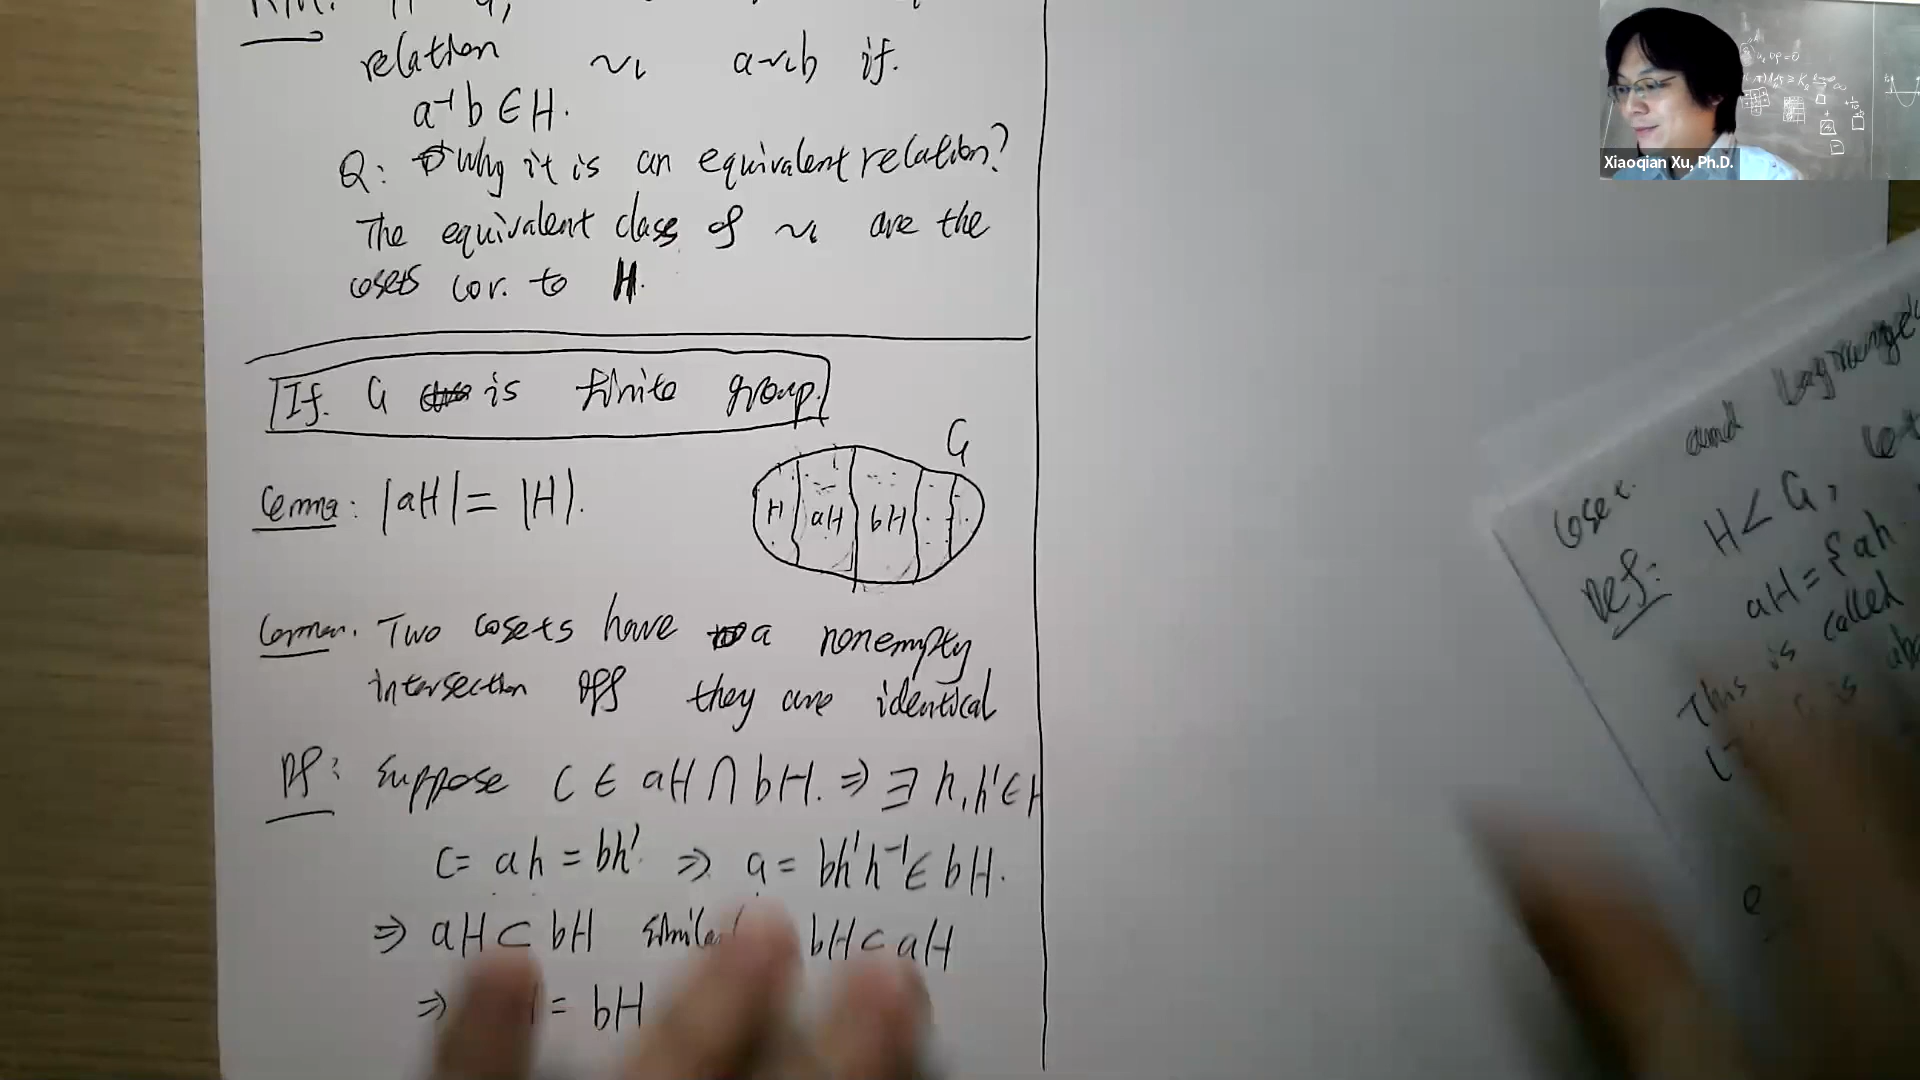 relation ~L a~Lb if.
a⁻¹b ∈ H.
Q: Why it is an equivalent relation?
The equivalent class of ~L are the
cosets cor. to H.
If. G is finite group.
G
Lemma: |aH| = |H|.
H aH bH
Lemma. Two cosets have a nonempty
intersection iff they are identical
Pf: Suppose C ∈ aH ∩ bH. ⇒ ∃ h, h' ∈ H
C = ah = bh'. ⇒ a = bh'h⁻¹ ∈ bH.
⇒ aH ⊂ bH bH ⊂ aH
⇒ = bH
and Lagrange's
Coset.
Def: H < G,
aH = { ah
This is called
is
e
Xiaoqian Xu, Ph.D.